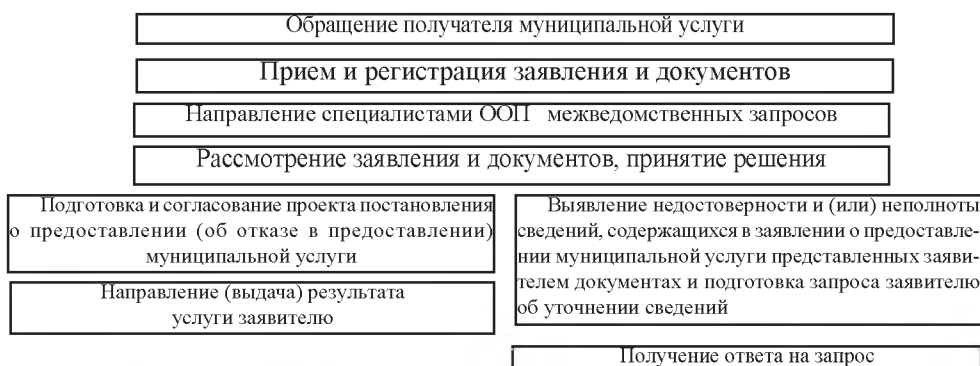 Обращение получателя муниципальной услуги
Прием и регистрация заявления и документов
Направление специалистами ООП межведомственных запросов
Рассмотрение заявления и документов, принятие решения
Подготовка и согласование проекта постановления
о предоставлении (об отказе в предоставлении)
муниципальной услуги
Направление (выдача) результата
услуги заявителю
Выявление недостоверности и (или) неполноты
сведений, содержащихся в заявлении о предоставле-
нии муниципальной услуги представленных заяви-
телем документах и подготовка запроса заявителю
об уточнении сведений
Получение ответа на запрос